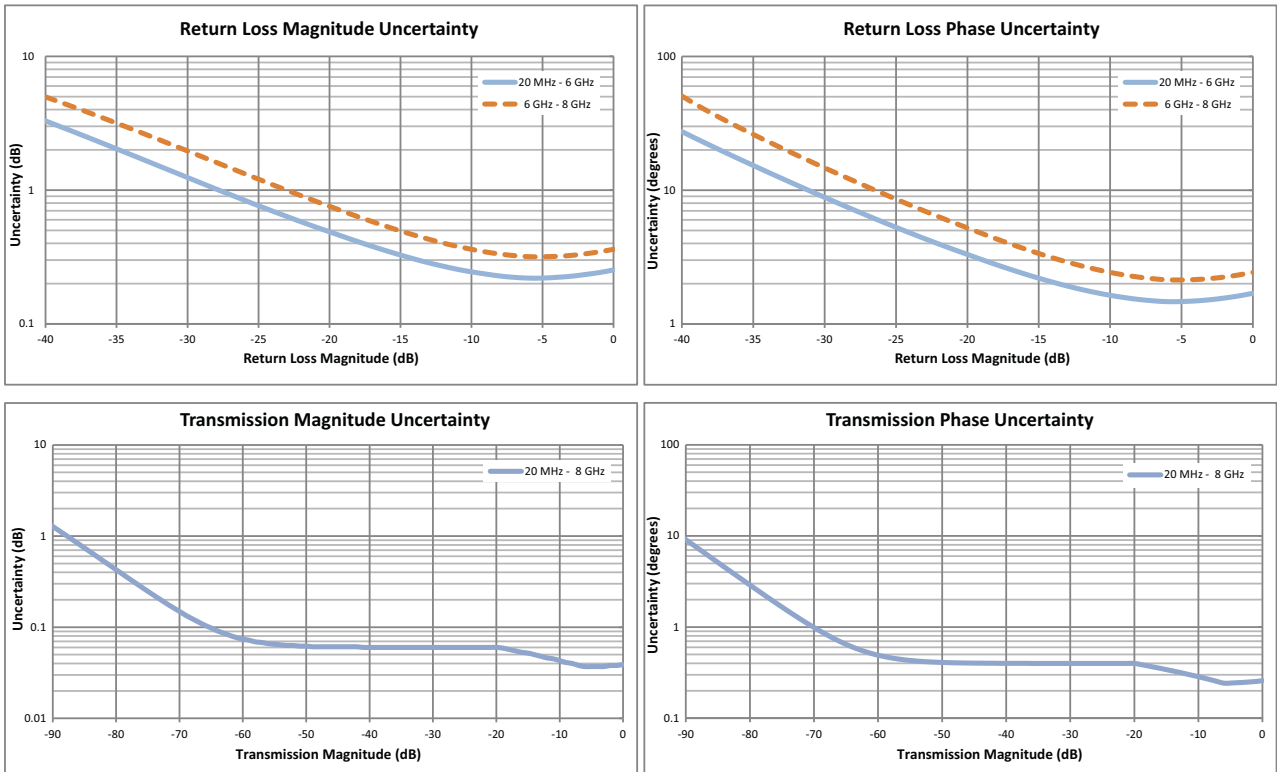 Return Loss Magnitude Uncertainty
10
1
0.1
Uncertainty (dB)
20 MHz - 6 GHz
6 GHz - 8 GHz
-40 -35 -30 -25 -20 -15 -10 -5 0
Return Loss Magnitude (dB)
Return Loss Phase Uncertainty
100
10
1
Uncertainty (degrees)
20 MHz - 6 GHz
6 GHz - 8 GHz
-40 -35 -30 -25 -20 -15 -10 -5 0
Return Loss Magnitude (dB)
Transmission Magnitude Uncertainty
10
1
0.1
0.01
Uncertainty (dB)
20 MHz - 8 GHz
-90 -80 -70 -60 -50 -40 -30 -20 -10 0
Transmission Magnitude (dB)
Transmission Phase Uncertainty
100
10
1
0.1
Uncertainty (degrees)
20 MHz - 8 GHz
-90 -80 -70 -60 -50 -40 -30 -20 -10 0
Transmission Magnitude (dB)